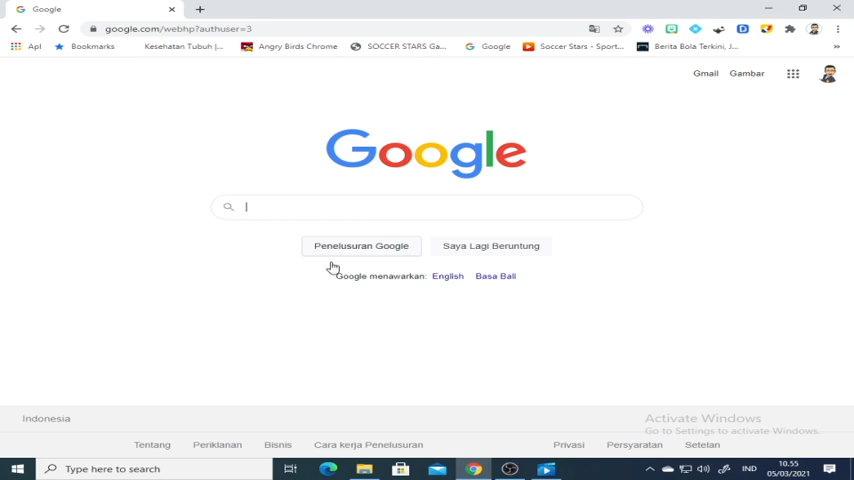 Google
google.com/webhp?authuser=3
Apl Bookmarks Kesehatan Tubuh |... Angry Birds Chrome SOCCER STARS Ga... Google Soccer Stars - Sport... Berita Bola Terkini, J... »
Gmail Gambar
Google
Penelusuran Google Saya Lagi Beruntung
Google menawarkan: English Basa Bali
Indonesia
Activate Windows
Go to Settings to activate Windows.
Tentang Periklanan Bisnis Cara kerja Penelusuran Privasi Persyaratan Setelan
Type here to search
IND
10.55
05/03/2021